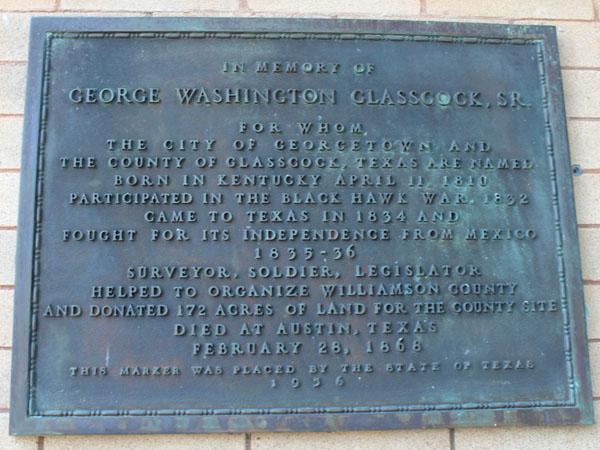 IN MEMORY OF
GEORGE WASHINGTON GLASSCOCK, SR.
FOR WHOM
THE CITY OF GEORGETOWN AND
THE COUNTY OF GLASSCOCK, TEXAS ARE NAMED.
BORN IN KENTUCKY APRIL 11, 1810
PARTICIPATED IN THE BLACK HAWK WAR, 1832
CAME TO TEXAS IN 1834 AND
FOUGHT FOR ITS INDEPENDENCE FROM MEXICO
1835-36
SURVEYOR, SOLDIER, LEGISLATOR
HELPED TO ORGANIZE WILLIAMSON COUNTY
AND DONATED 172 ACRES OF LAND FOR THE COUNTY SITE
DIED AT AUSTIN, TEXAS
FEBRUARY 28, 1868
THIS MARKER WAS PLACED BY THE STATE OF TEXAS
1936